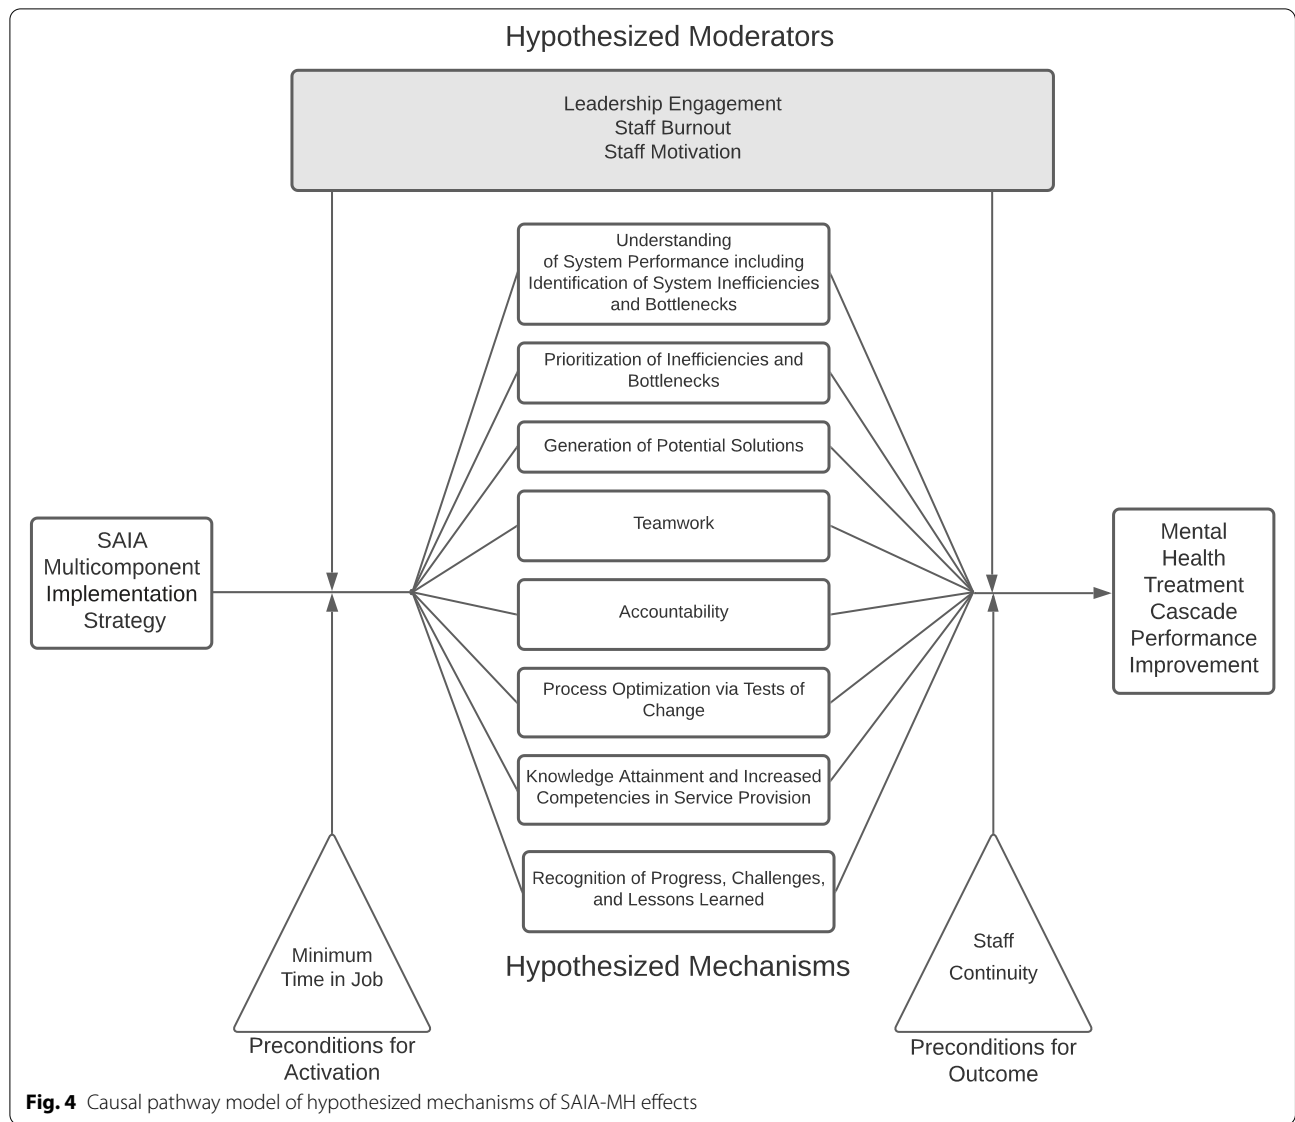 Hypothesized Moderators
Leadership Engagement
Staff Burnout
Staff Motivation
Understanding
of System Performance including
Identification of System Inefficiencies
and Bottlenecks
Prioritization of Inefficiencies and
Bottlenecks
Generation of Potential Solutions
Teamwork
Accountability
Process Optimization via Tests of
Change
Knowledge Attainment and Increased
Competencies in Service Provision
Recognition of Progress, Challenges,
and Lessons Learned
Hypothesized Mechanisms
SAIA
Multicomponent
Implementation
Strategy
Mental
Health
Treatment
Cascade
Performance
Improvement
Minimum
Time in Job
Preconditions for
Activation
Staff
Continuity
Preconditions for
Outcome
Fig. 4 Causal pathway model of hypothesized mechanisms of SAIA-MH effects